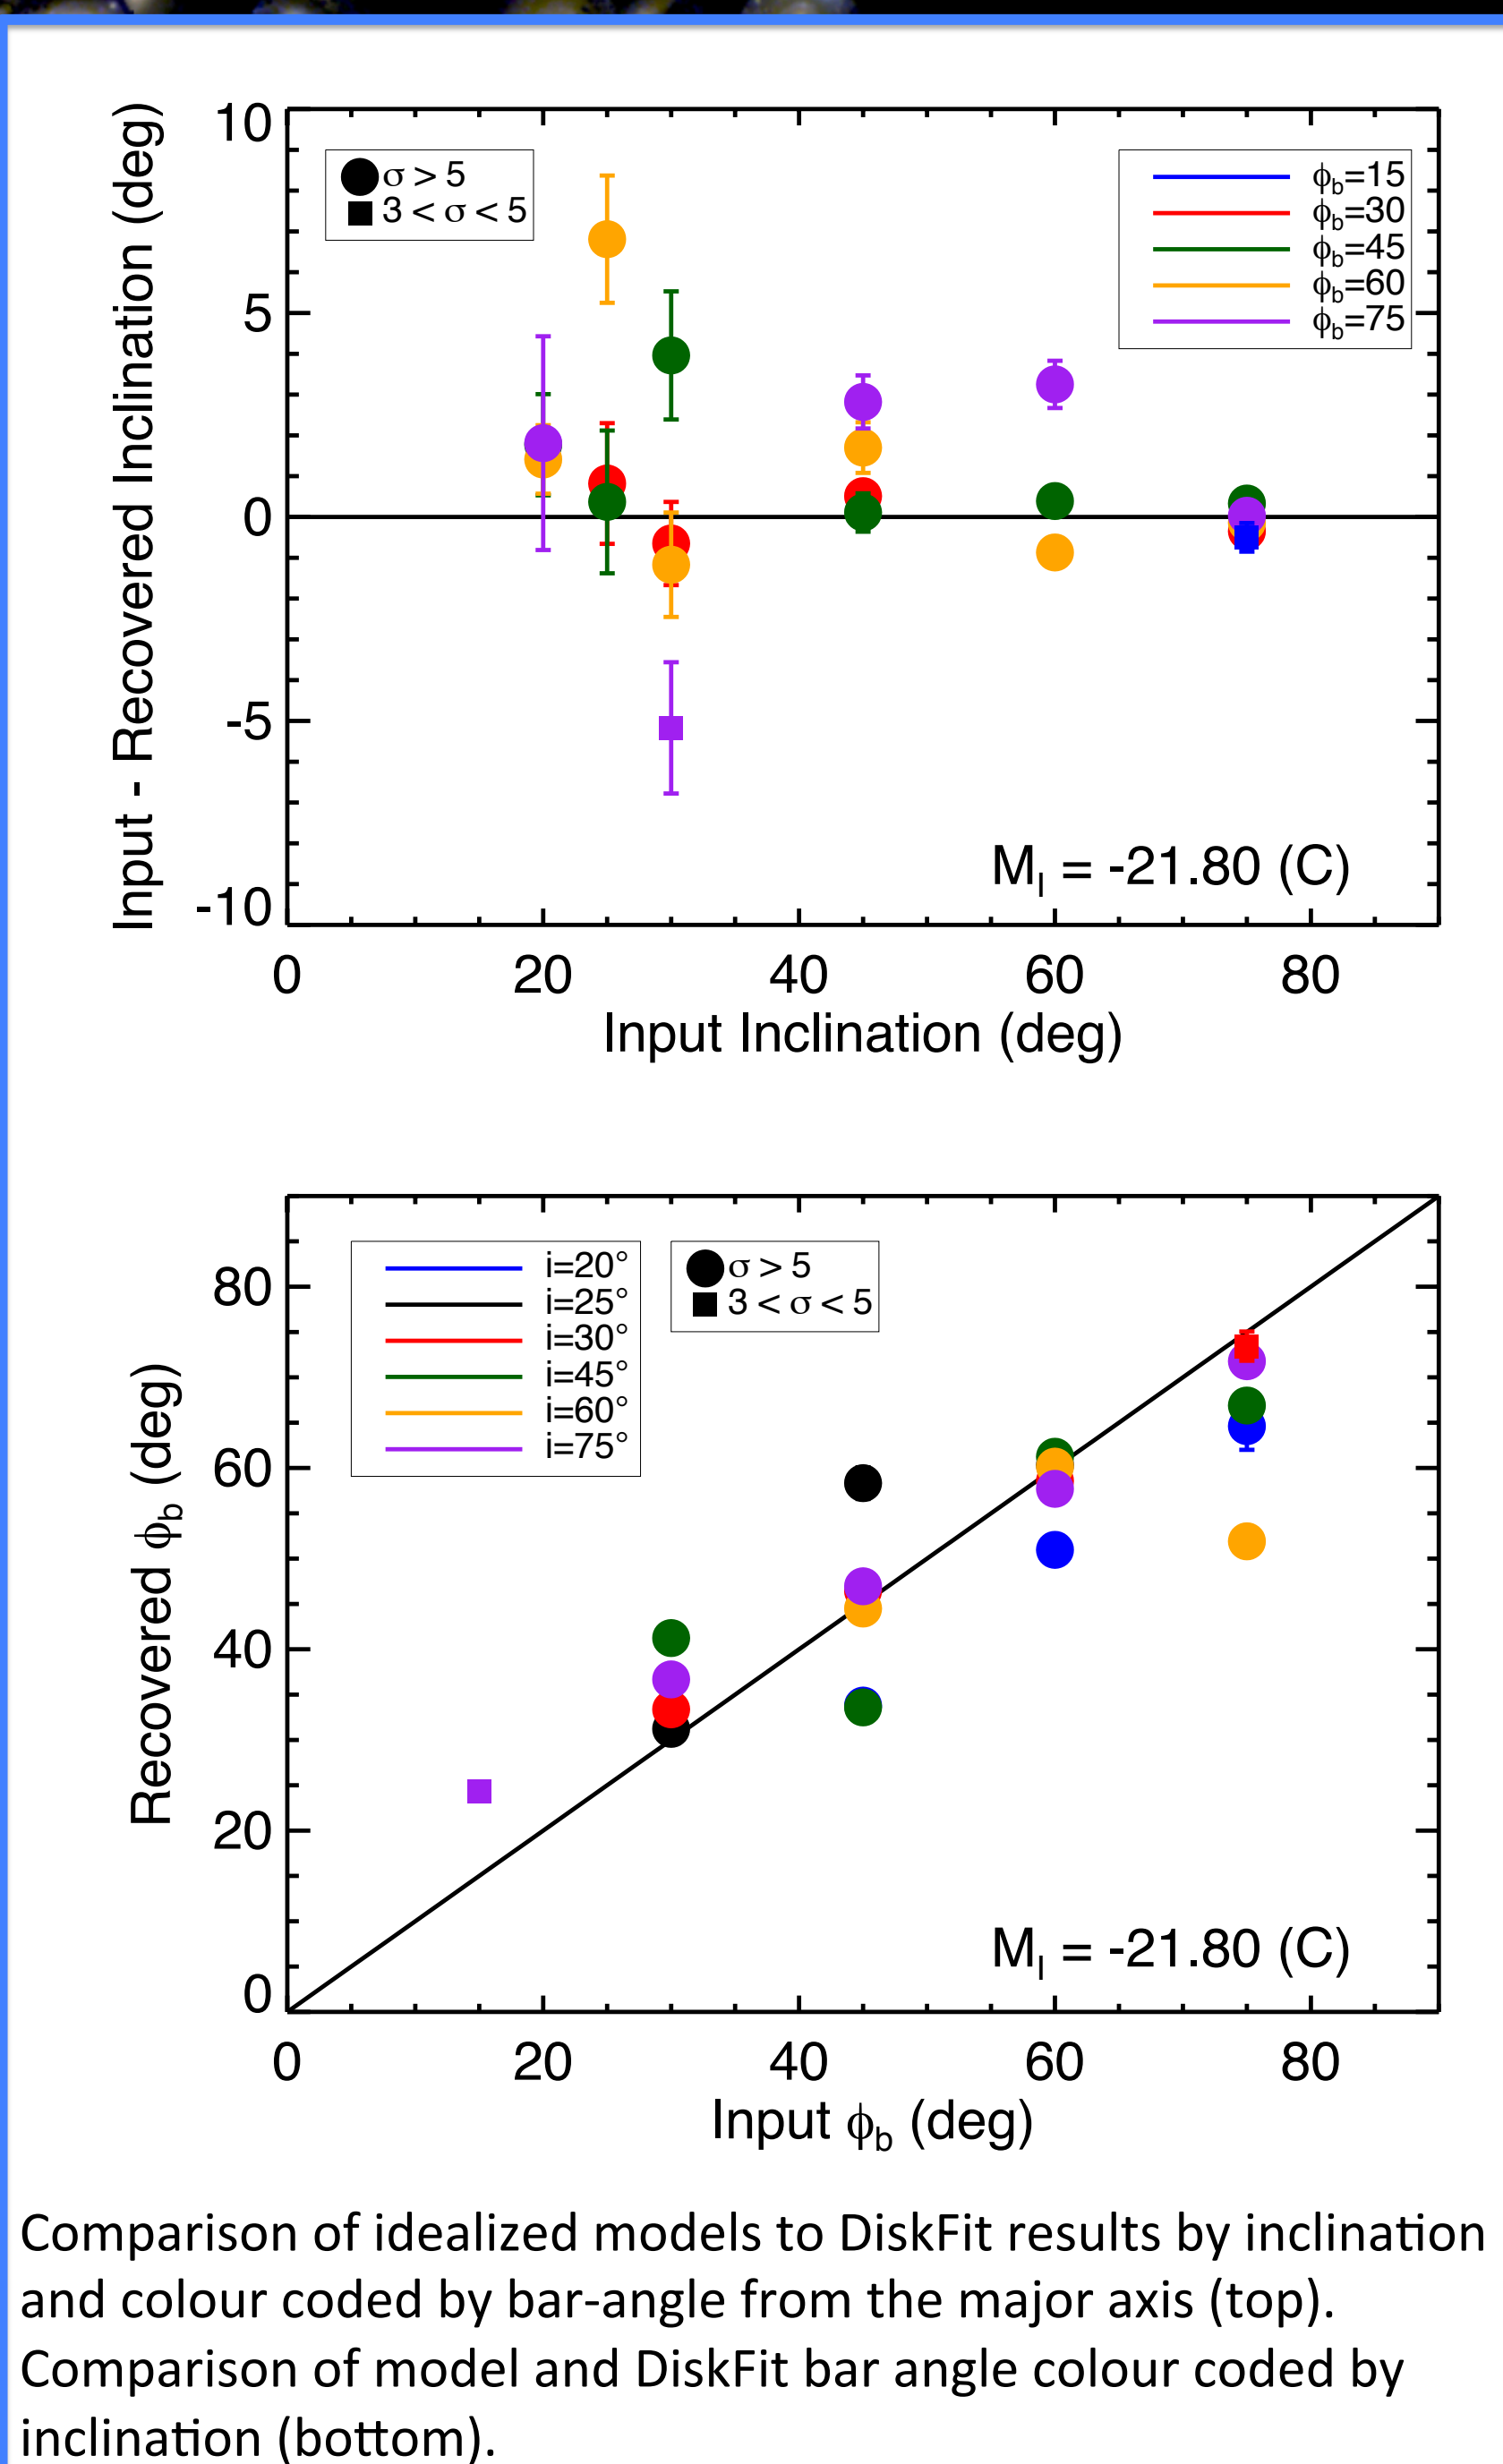 10
5
0
-5
-10
Input - Recovered Inclination (deg)
σ > 5
3 < σ < 5
ϕb=15
ϕb=30
ϕb=45
ϕb=60
ϕb=75
MI = -21.80 (C)
0 20 40 60 80
Input Inclination (deg)
80
60
40
20
0
Recovered ϕb (deg)
i=20°
i=25°
i=30°
i=45°
i=60°
i=75°
σ > 5
3 < σ < 5
MI = -21.80 (C)
0 20 40 60 80
Input ϕb (deg)
Comparison of idealized models to DiskFit results by inclination
and colour coded by bar-angle from the major axis (top).
Comparison of model and DiskFit bar angle colour coded by
inclination (bottom).